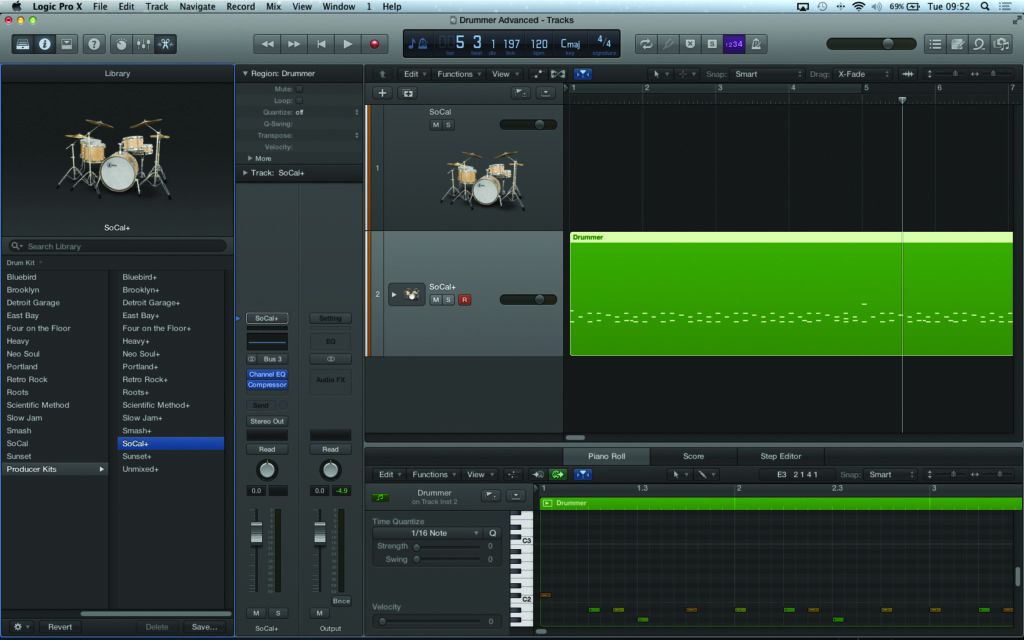 Logic Pro X File Edit Track Navigate Record Mix View Window 1 Help 69% Tue 09:52
Drummer Advanced - Tracks
5 3 1 197 120 Cmaj 4/4
1234
Library
SoCal+
Search Library
Drum Kit
Bluebird
Brooklyn
Detroit Garage
East Bay
Four on the Floor
Heavy
Neo Soul
Portland
Retro Rock
Roots
Scientific Method
Slow Jam
Smash
SoCal
Sunset
Producer Kits
Bluebird+
Brooklyn+
Detroit Garage+
East Bay+
Four on the Floor+
Heavy+
Neo Soul+
Portland+
Retro Rock+
Roots+
Scientific Method+
Slow Jam+
Smash+
SoCal+
Sunset+
Unmixed+
Revert Delete Save...
Region: Drummer
Mute:
Loop:
Quantize: off
Q-Swing:
Transpose:
Velocity:
More
Track: SoCal+
SoCal+ Setting
EQ
Bus 3
Channel EQ
Compressor
Audio FX
Send
Stereo Out
Read Read
0.0 0.0 -4.9
Bnce
M S M
SoCal+ Output
Edit Functions View Snap: Smart Drag: X-Fade
1 2 3 4 5 6 7
1
SoCal
M S
2
SoCal+
M S R
Drummer
Piano Roll Score Step Editor
Edit Functions View E3 2 1 4 1 Snap: Smart
Drummer
on Track Inst 2
Time Quantize
1/16 Note Q
Strength 0
Swing 0
Velocity
0
1 1.3 2 2.3 3
Drummer
C3
C2